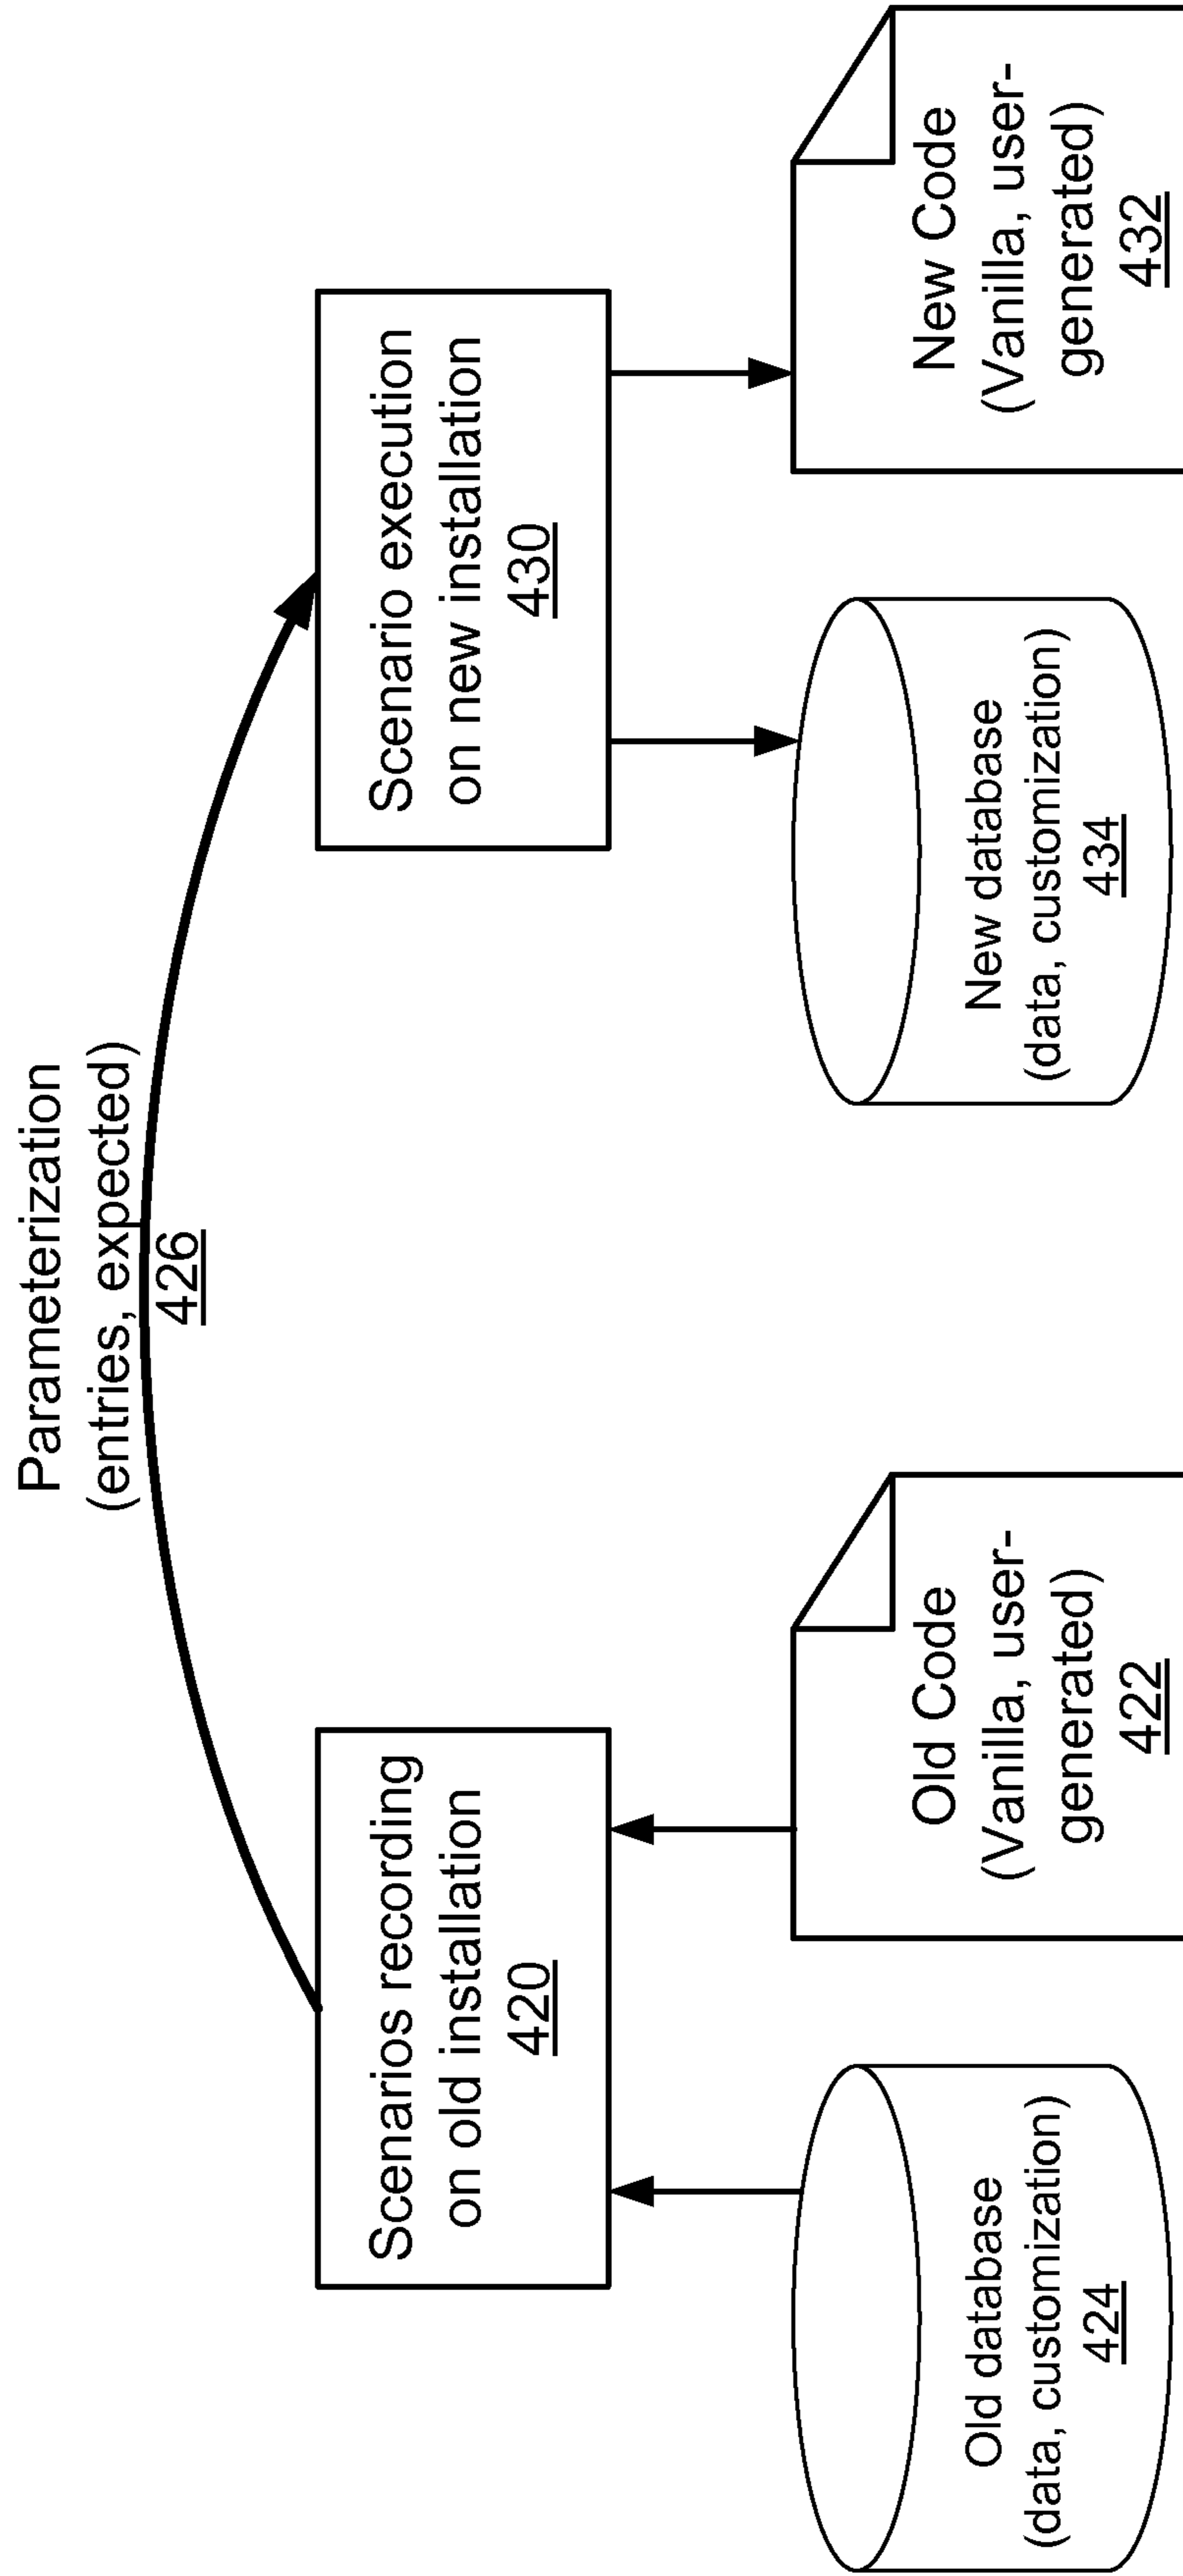 Parameterization
(entries, expected)
426
Scenarios recording
on old installation
420
Scenario execution
on new installation
430
Old database
(data, customization)
424
Old Code
(Vanilla, user-
generated)
422
New database
(data, customization)
434
New Code
(Vanilla, user-
generated)
432